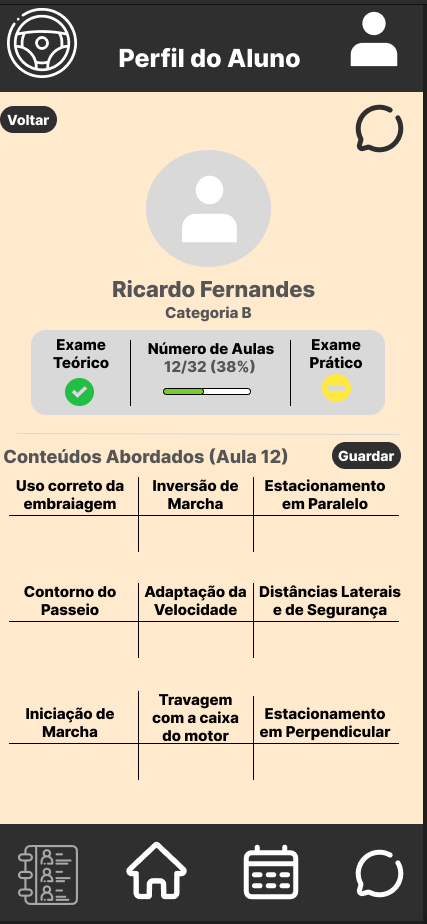 Perfil do Aluno
Voltar
Ricardo Fernandes
Categoria B
Exame
Teórico
Número de Aulas
12/32 (38%)
Exame
Prático
Conteúdos Abordados (Aula 12)
Guardar
Uso correto da
embraiagem
Inversão de
Marcha
Estacionamento
em Paralelo
Contorno do
Passeio
Adaptação da
Velocidade
Distâncias Laterais
e de Segurança
Iniciação de
Marcha
Travagem
com a caixa
do motor
Estacionamento
em Perpendicular